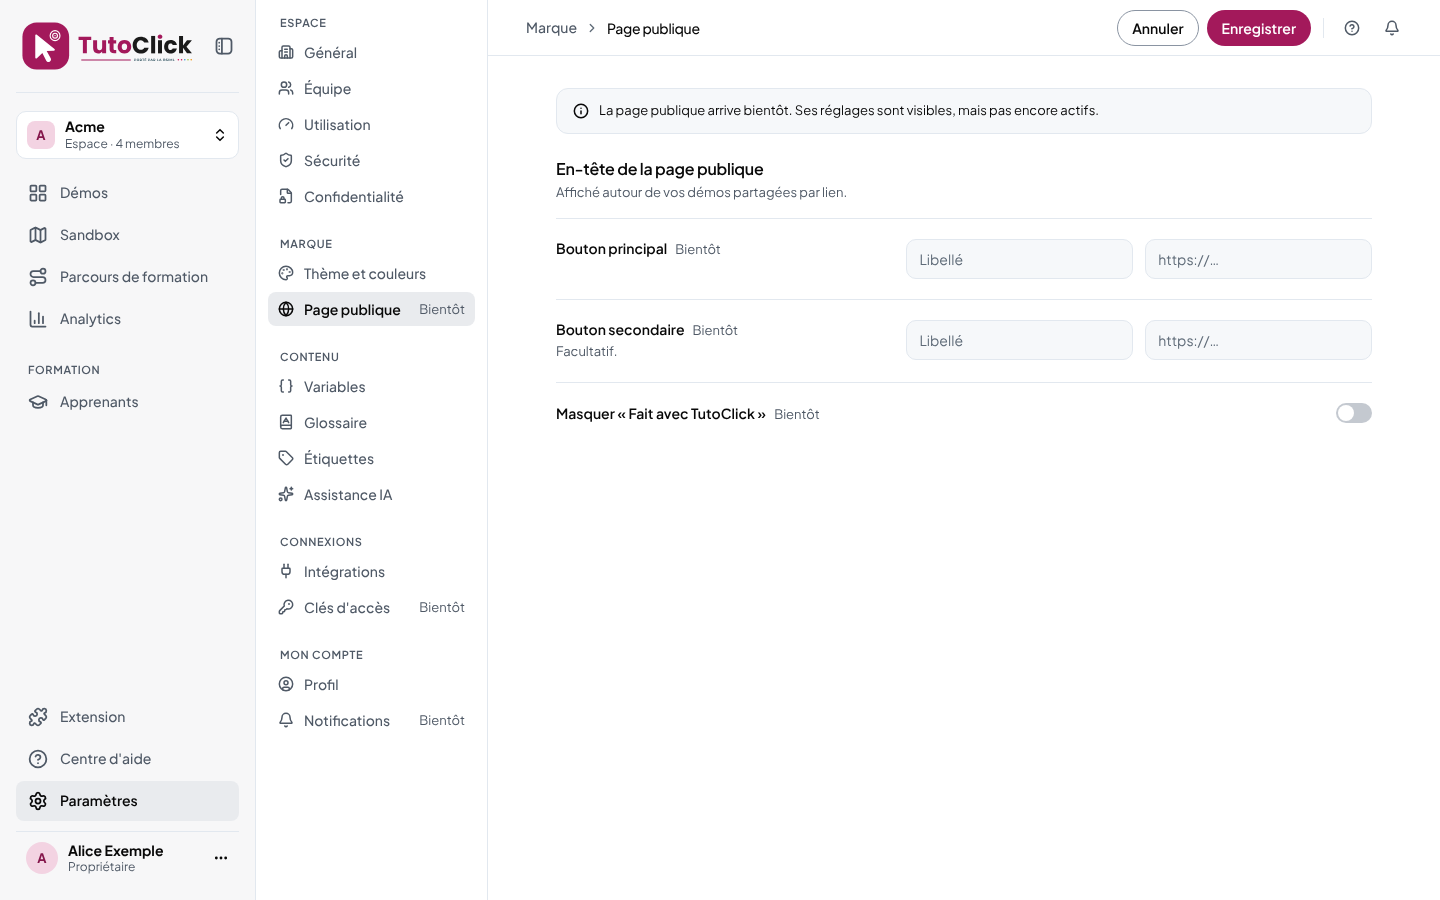 TutoClick
Acme
Espace · 4 membres
Démos
Sandbox
Parcours de formation
Analytics
FORMATION
Apprenants
Extension
Centre d'aide
Paramètres
A
Alice Exemple
Propriétaire
A
ESPACE
Général
Équipe
Utilisation
Sécurité
Confidentialité
MARQUE
Thème et couleurs
Page publique Bientôt
CONTENU
Variables
Glossaire
Étiquettes
Assistance IA
CONNEXIONS
Intégrations
Clés d'accès Bientôt
MON COMPTE
Profil
Notifications Bientôt
Marque > Page publique
Annuler
Enregistrer
La page publique arrive bientôt. Ses réglages sont visibles, mais pas encore actifs.
En-tête de la page publique
Affiché autour de vos démos partagées par lien.
Bouton principal Bientôt
Libellé
https://...
Bouton secondaire Bientôt
Facultatif.
Libellé
https://...
Masquer « Fait avec TutoClick » Bientôt